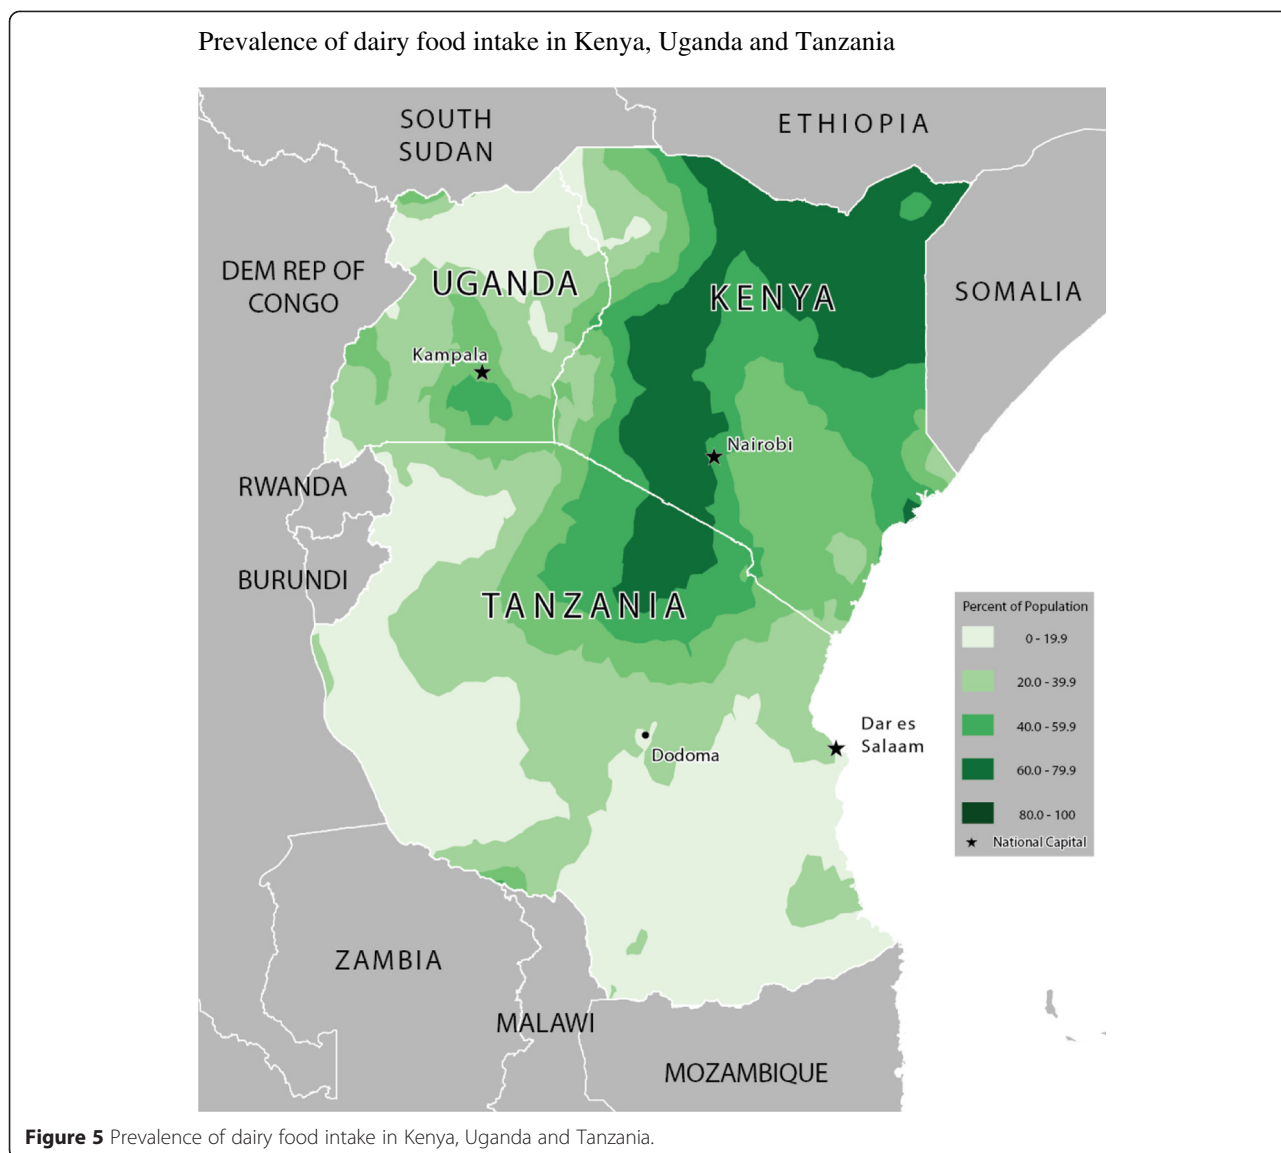 Prevalence of dairy food intake in Kenya, Uganda and Tanzania
SOUTH
SUDAN
ETHIOPIA
DEM REP OF
CONGO
UGANDA
KENYA
SOMALIA
Kampala
Nairobi
RWANDA
BURUNDI
TANZANIA
Percent of Population
0 - 19.9
20.0 - 39.9
40.0 - 59.9
60.0 - 79.9
80.0 - 100
National Capital
Dar es
Salaam
Dodoma
ZAMBIA
MALAWI
MOZAMBIQUE
Figure 5 Prevalence of dairy food intake in Kenya, Uganda and Tanzania.